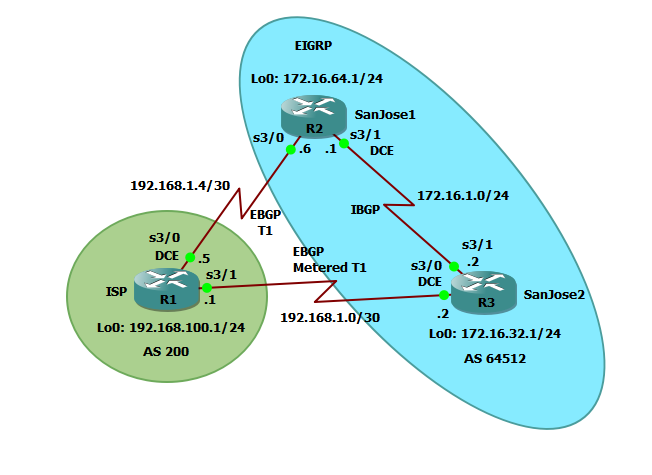 EIGRP
Lo0: 172.16.64.1/24
SanJose1
R2
s3/0
s3/1
.6
.1
DCE
192.168.1.4/30
172.16.1.0/24
EBGP
T1
IBGP
s3/0
DCE
.5
s3/1
.2
EBGP
Metered T1
s3/0
DCE
s3/1
ISP
R1
.1
.2
R3
SanJose2
192.168.1.0/30
Lo0: 192.168.100.1/24
Lo0: 172.16.32.1/24
AS 200
AS 64512